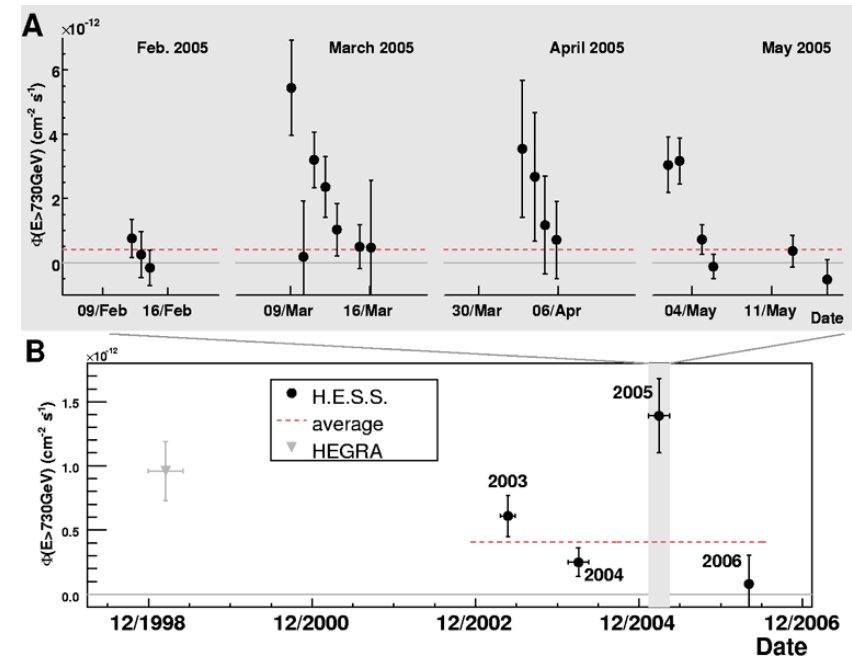 A
×10⁻¹²
Feb. 2005 March 2005 April 2005 May 2005
Φ(E>730GeV) (cm⁻² s⁻¹)
6
4
2
0
09/Feb 16/Feb 09/Mar 16/Mar 30/Mar 06/Apr 04/May 11/May Date
B
×10⁻¹²
Φ(E>730GeV) (cm⁻² s⁻¹)
1.5
1.0
0.5
0.0
H.E.S.S.
average
HEGRA
2003
2004
2005
2006
12/1998 12/2000 12/2002 12/2004 12/2006
Date